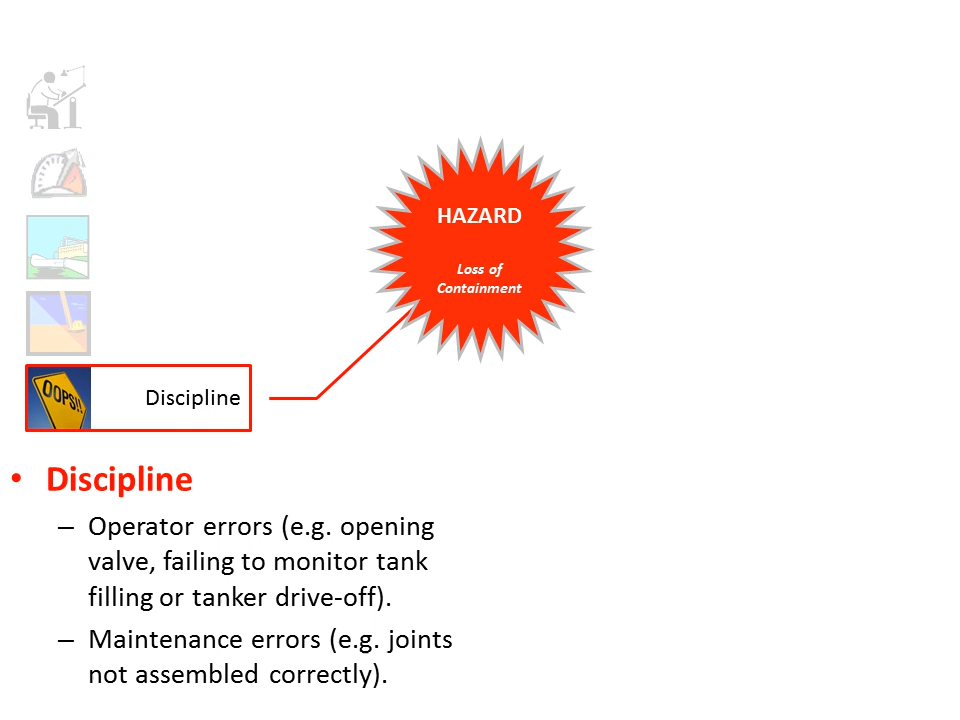 HAZARD
Loss of
Containment
OOPS!!
Discipline
• Discipline
– Operator errors (e.g. opening
valve, failing to monitor tank
filling or tanker drive-off).
– Maintenance errors (e.g. joints
not assembled correctly).